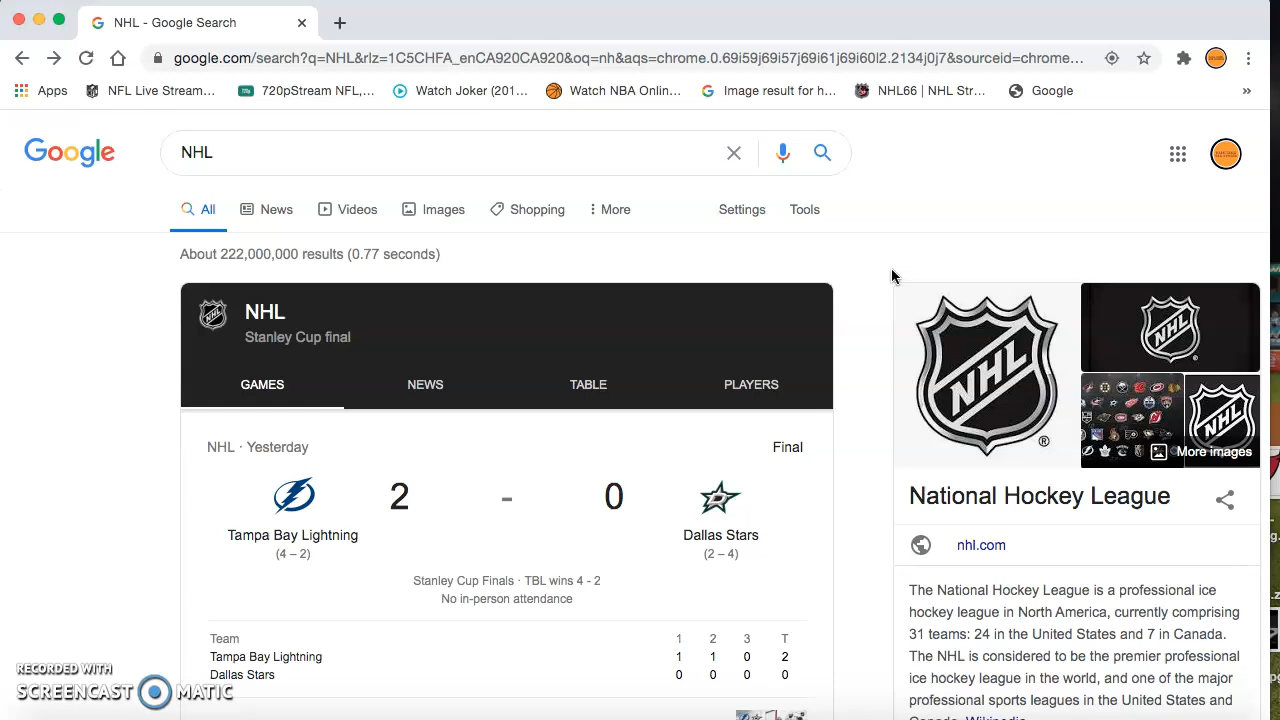 NHL - Google Search
google.com/search?q=NHL&rlz=1C5CHFA_enCA920CA920&oq=nh&aqs=chrome.0.69i59j69i57j69i61j69i60l2.2134j0j7&sourceid=chrome...
Apps
NFL Live Stream...
720pStream NFL,...
Watch Joker (201...
Watch NBA Onlin...
Image result for h...
NHL66 | NHL Str...
Google
»
Google
NHL
All
News
Videos
Images
Shopping
More
Settings
Tools
About 222,000,000 results (0.77 seconds)
NHL
NHL
Stanley Cup final
GAMES
NEWS
TABLE
PLAYERS
NHL · Yesterday
Final
2 - 0
Tampa Bay Lightning
(4 – 2)
Dallas Stars
(2 – 4)
Stanley Cup Finals · TBL wins 4 - 2
No in-person attendance
Team 1 2 3 T
Tampa Bay Lightning 1 1 0 2
Dallas Stars 0 0 0 0
NHL
®
NHL
NHL
More images
National Hockey League
nhl.com
The National Hockey League is a professional ice
hockey league in North America, currently comprising
31 teams: 24 in the United States and 7 in Canada.
The NHL is considered to be the premier professional
ice hockey league in the world, and one of the major
professional sports leagues in the United States and
Canada. Wikipedia
RECORDED WITH
SCREENCAST MATIC